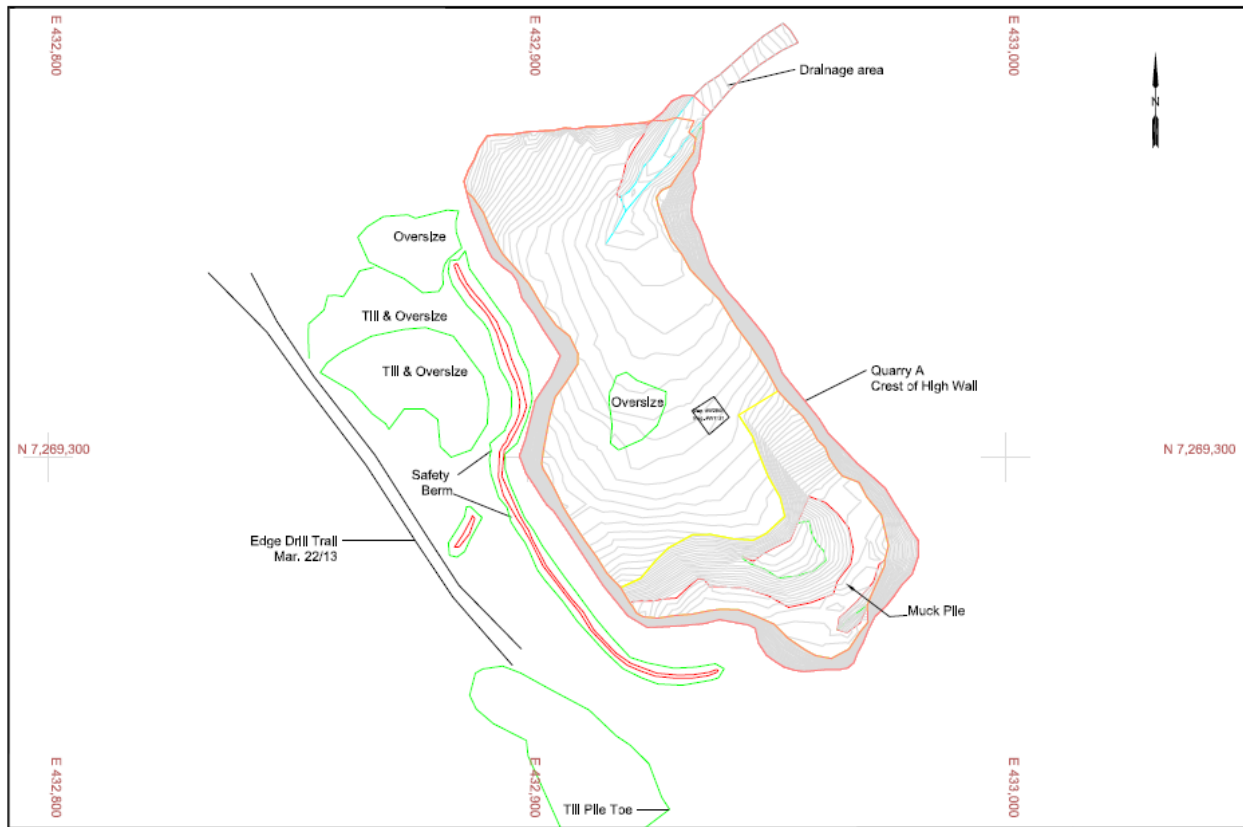 E 432,800
E 432,900
E 433,000
Drainage area
N
Oversize
Till & Oversize
Till & Oversize
Oversize
Quarry A
Crest of High Wall
N 7,269,300
N 7,269,300
Safety
Berm
Edge Drill Trail
Mar. 22/13
Muck Pile
E 432,800
E 432,900
E 433,000
Till Pile Toe